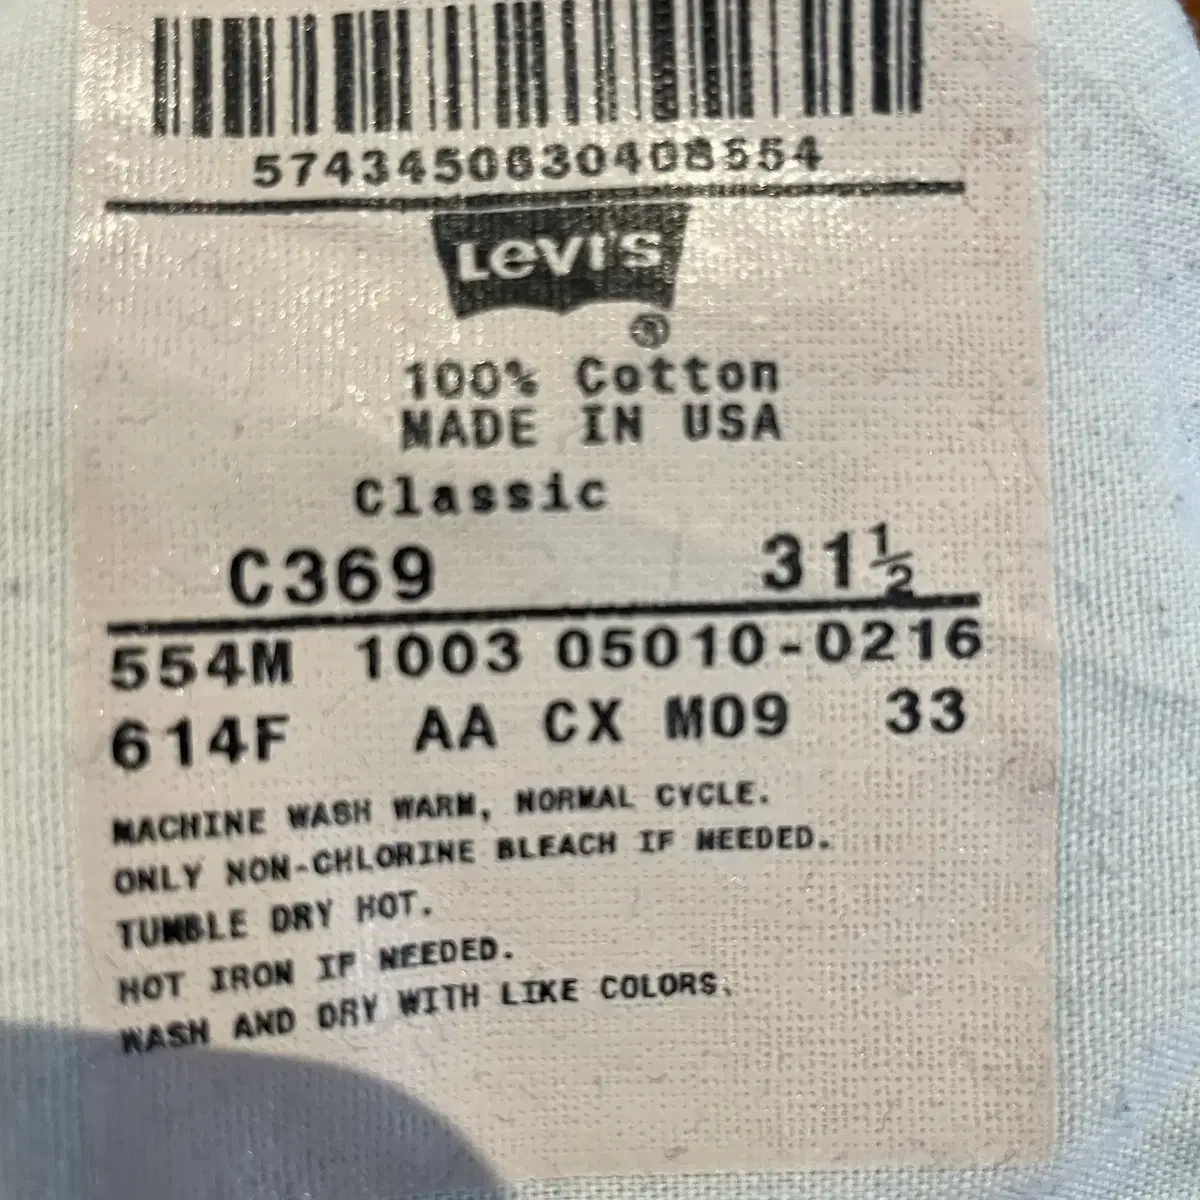 5743450630408554
Levi's
®
100% Cotton
MADE IN USA
Classic
C369 31½
554M 1003 05010-0216
614F AA CX M09 33
MACHINE WASH WARM, NORMAL CYCLE.
ONLY NON-CHLORINE BLEACH IF NEEDED.
TUMBLE DRY HOT.
HOT IRON IF NEEDED.
WASH AND DRY WITH LIKE COLORS.